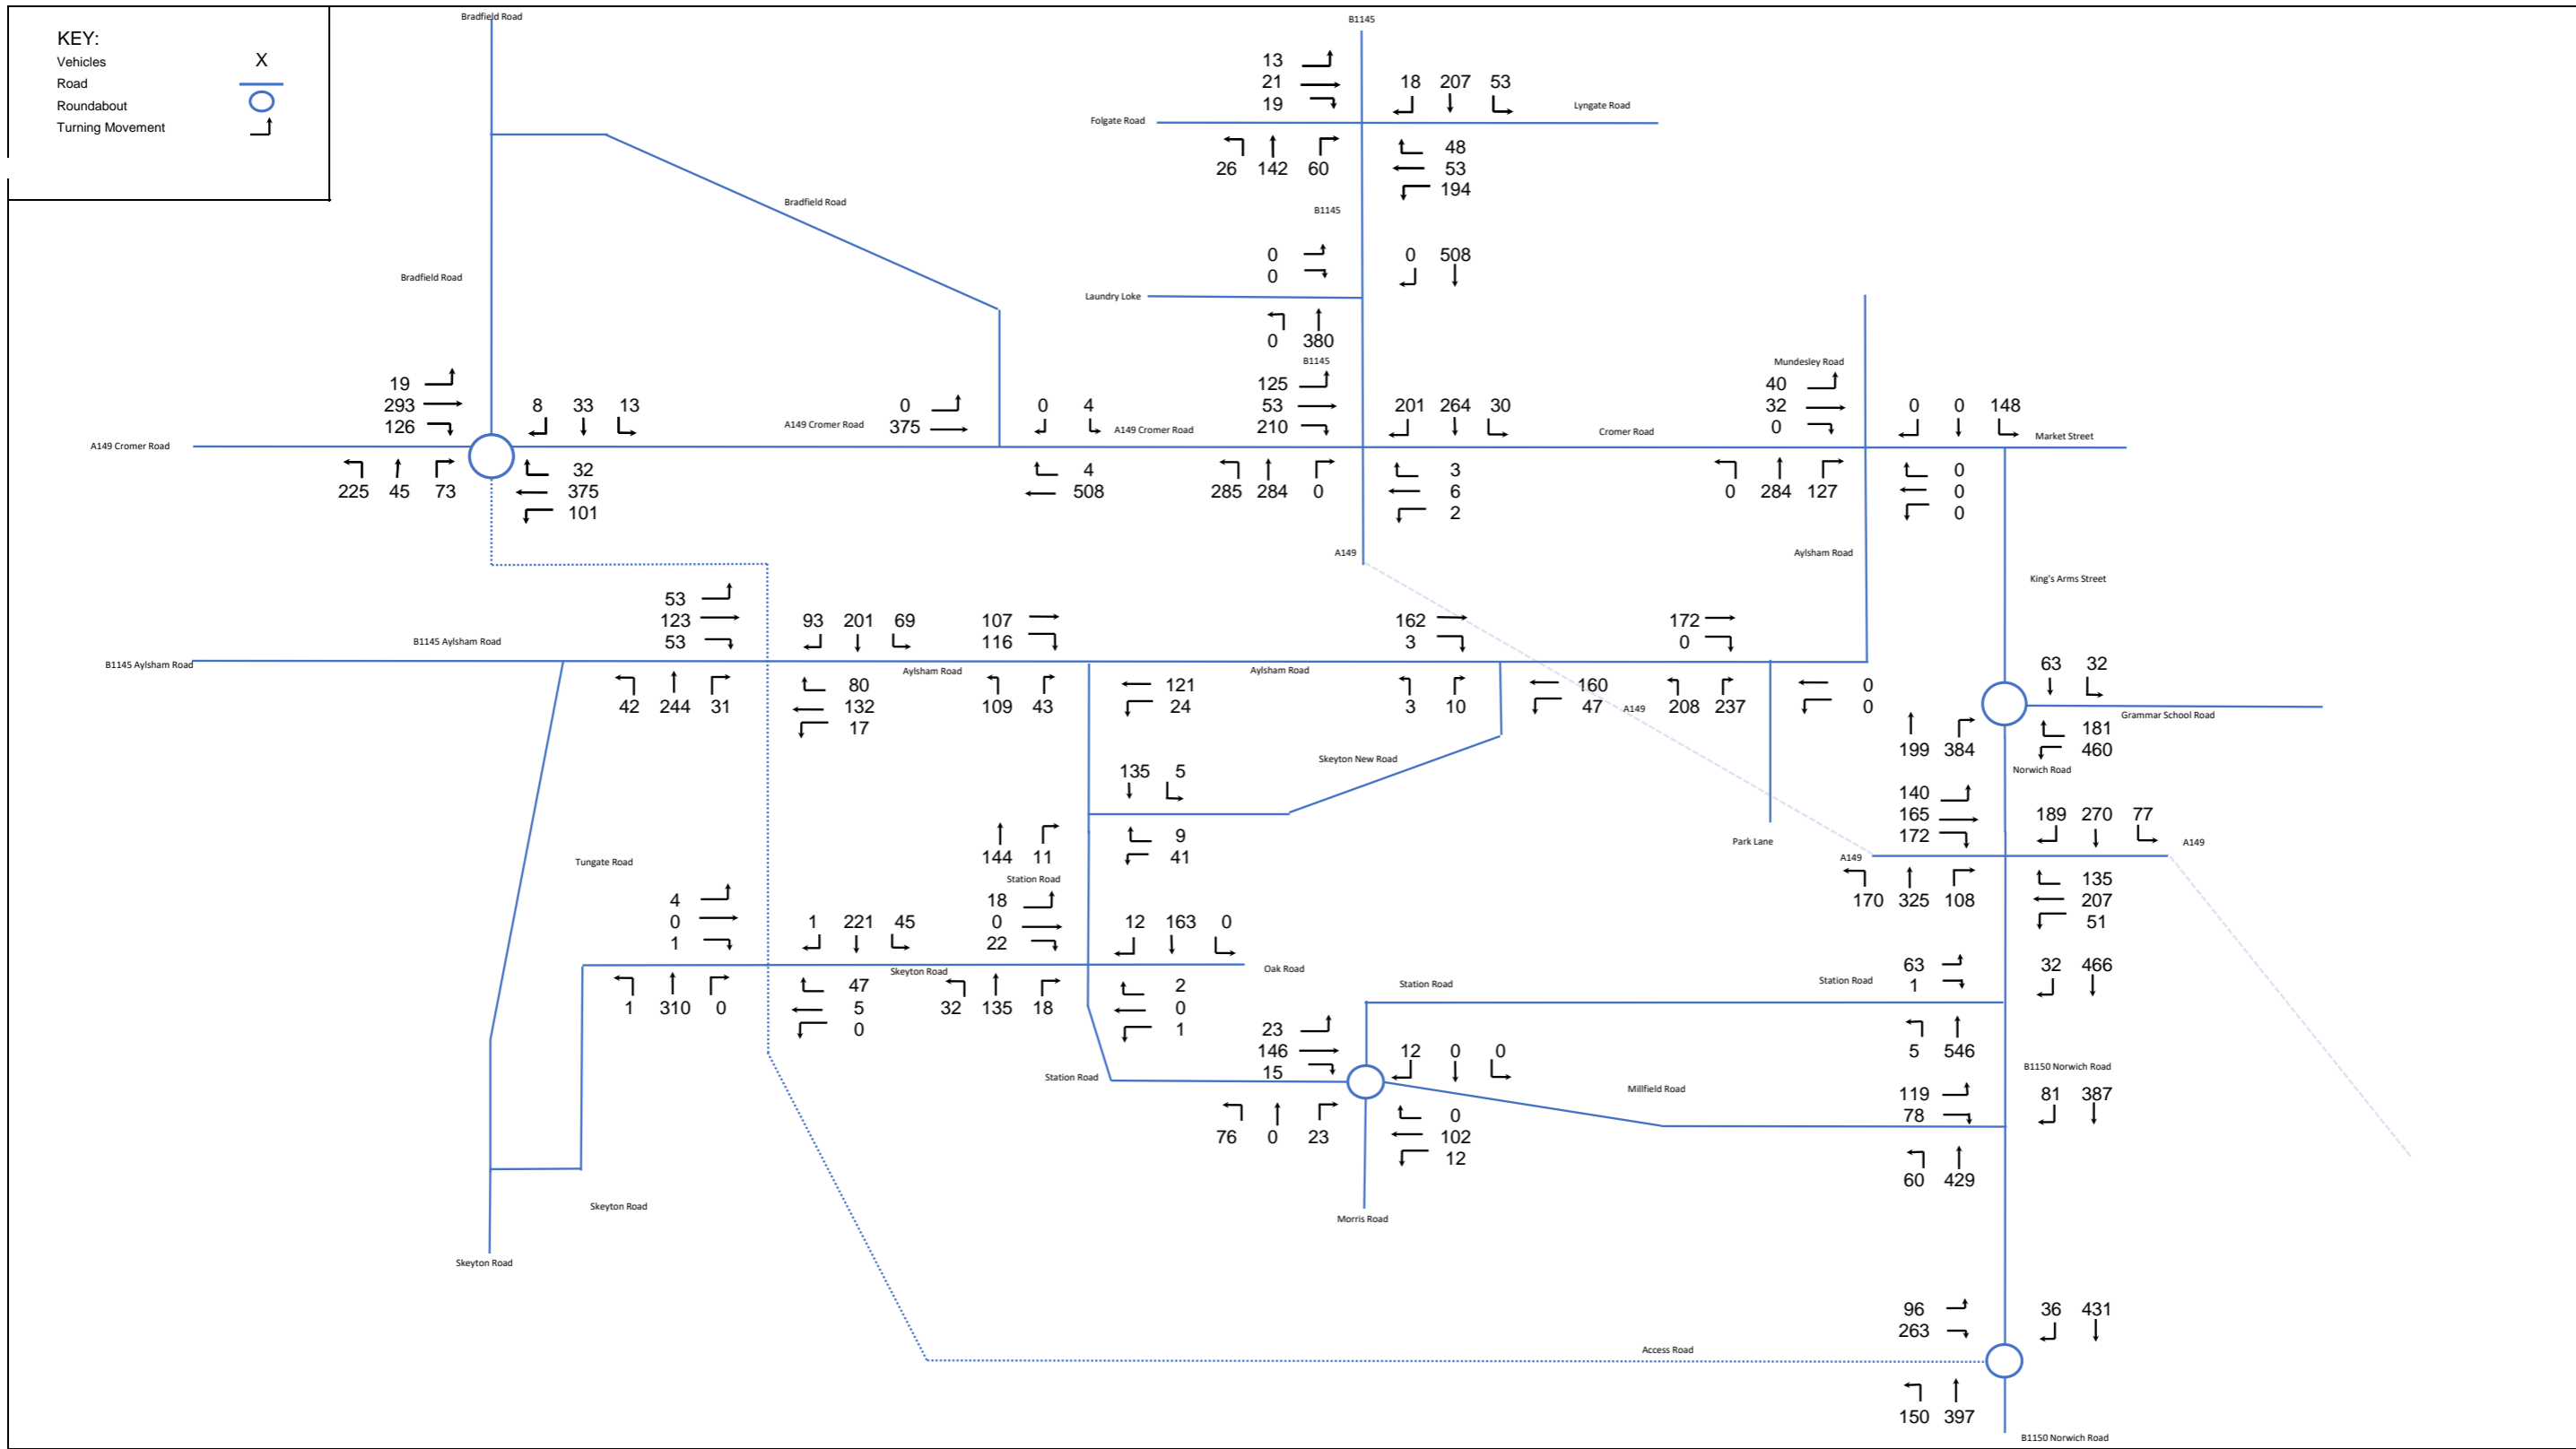 Bradfield Road
B1145
KEY:
Vehicles X
Road
Roundabout
Turning Movement
13
21
19
18 207 53
Lyngate Road
Folgate Road
26 142 60
48
53
194
Bradfield Road
B1145
0
0
0 508
Bradfield Road
Laundry Loke
0 380
B1145
Mundesley Road
19
293
126
8 33 13
A149 Cromer Road
0
375
0 4
A149 Cromer Road
125
53
210
201 264 30
Cromer Road
40
32
0
0 0 148
Market Street
A149 Cromer Road
225 45 73
32
375
101
4
508
285 284 0
3
6
2
0 284 127
0
0
0
A149
Aylsham Road
King's Arms Street
53
123
53
93 201 69
107
116
162
3
172
0
B1145 Aylsham Road
B1145 Aylsham Road
Aylsham Road
Aylsham Road
63 32
42 244 31
80
132
17
109 43
121
24
3 10
160
47
A149
208 237
0
0
Grammar School Road
199 384
181
460
Skeyton New Road
Norwich Road
135 5
140
165
172
189 270 77
A149
Park Lane
144 11
9
41
A149
Tungate Road
Station Road
170 325 108
135
207
51
4
0
1
1 221 45
18
0
22
12 163 0
Skeyton Road
Oak Road
1 310 0
47
5
0
32 135 18
2
0
1
Station Road
Station Road
63
1
32 466
5 546
23
146
15
12 0 0
Station Road
Millfield Road
B1150 Norwich Road
119
78
81 387
76 0 23
0
102
12
60 429
Skeyton Road
Morris Road
Skeyton Road
96
263
36 431
Access Road
150 397
B1150 Norwich Road